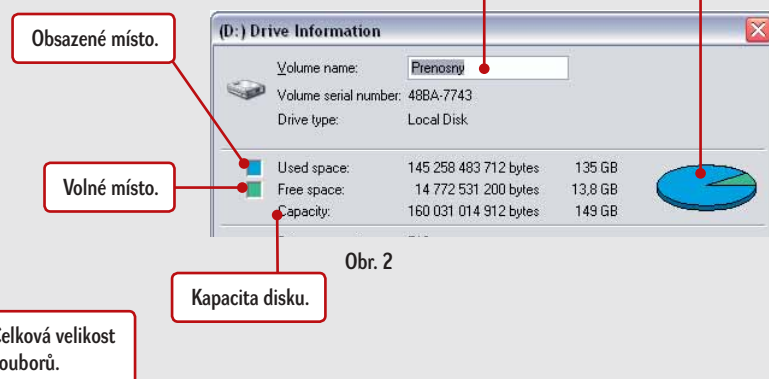 Obsazené místo.
(D:) Drive Information
Volume name: Prenosny
Volume serial number: 48BA-7743
Drive type: Local Disk
Used space: 145 258 483 712 bytes 135 GB
Volné místo.
Free space: 14 772 531 200 bytes 13,8 GB
Capacity: 160 031 014 912 bytes 149 GB
Obr. 2
Kapacita disku.
Celková velikost
souborů.